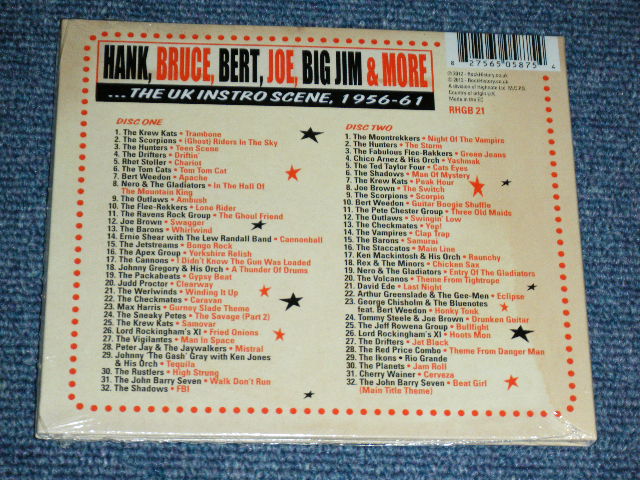 HANK, BRUCE, BERT, JOE, BIG JIM & MORE
...THE UK INSTRO SCENE, 1956-61
8 27565 05875 4
RHGB 21
Made in the EC
DISC ONE
1. The Krew Kats • Trambone
2. The Scorpions • (Ghost) Riders In The Sky
3. The Hunters • Teen Scene
4. The Drifters • Driftin'
5. Rhet Stoller • Chariot
6. The Tom Cats • Tom Tom Cat
7. Bert Weedon • Apache
8. Nero & The Gladiators • In The Hall Of
The Mountain King
9. The Outlaws • Ambush
10. The Flee-Rekkers • Lone Rider
11. The Ravens Rock Group • The Ghoul Friend
12. Joe Brown • Swagger
13. The Barons • Whirlwind
14. Ernie Shear with The Lew Randall Band • Cannonball
15. The Jetstreams • Bongo Rock
16. The Apex Group • Yorkshire Relish
17. The Cannons • I Didn't Know The Gun Was Loaded
18. Johnny Gregory & His Orch • A Thunder Of Drums
19. The Packabeats • Gypsy Beat
20. Judd Proctor • Clearway
21. The Werlwinds • Winding It Up
22. The Checkmates • Caravan
23. Max Harris • Gurney Slade Theme
24. The Sneaky Petes • The Savage (Part 2)
25. The Krew Kats • Samovar
26. Lord Rockingham's XI • Fried Onions
27. The Vigilantes • Man In Space
28. Peter Jay & The Jaywalkers • Mistral
29. Johnny 'The Gash' Gray with Ken Jones
& His Orch • Tequila
30. The Rustlers • High Strung
31. The John Barry Seven • Walk Don't Run
32. The Shadows • FBI
DISC TWO
1. The Moontrekkers • Night Of The Vampire
2. The Hunters • The Storm
3. The Fabulous Flee-Rakkers • Green Jeans
4. Chico Arnez & His Orch • Yashmak
5. The Ted Taylor Four • Cats Eyes
6. The Shadows • Man Of Mystery
7. The Krew Kats • Peak Hour
8. Joe Brown • The Switch
9. The Scorpions • Scorpio
10. Bert Weedon • Guitar Boogie Shuffle
11. The Pete Chester Group • Three Old Maids
12. The Outlaws • Swingin' Low
13. The Checkmates • Yep!
14. The Vampires • Clap Trap
15. The Barons • Samurai
16. The Staccatos • Main Line
17. Ken Mackintosh & His Orch • Raunchy
18. Rex & The Minors • Chicken Sax
19. Nero & The Gladiators • Entry Of The Gladiators
20. The Volcanos • Theme From Tightrope
21. David Ede • Last Night
22. Arthur Greenslade & The Gee-Men • Eclipse
23. George Chisholm & The Bluenotes
feat. Bert Weedon • Honky Tonk
24. Tommy Steele & Joe Brown • Drunken Guitar
25. The Jeff Rowena Group • Bullfight
26. Lord Rockingham's XI • Hoots Mon
27. The Drifters • Jet Black
28. The Red Price Combo • Theme From Danger Man
29. The Ikons • Rio Grande
30. The Planets • Jam Roll
31. Cherry Wainer • Cerveza
32. The John Barry Seven • Beat Girl
(Main Title Theme)